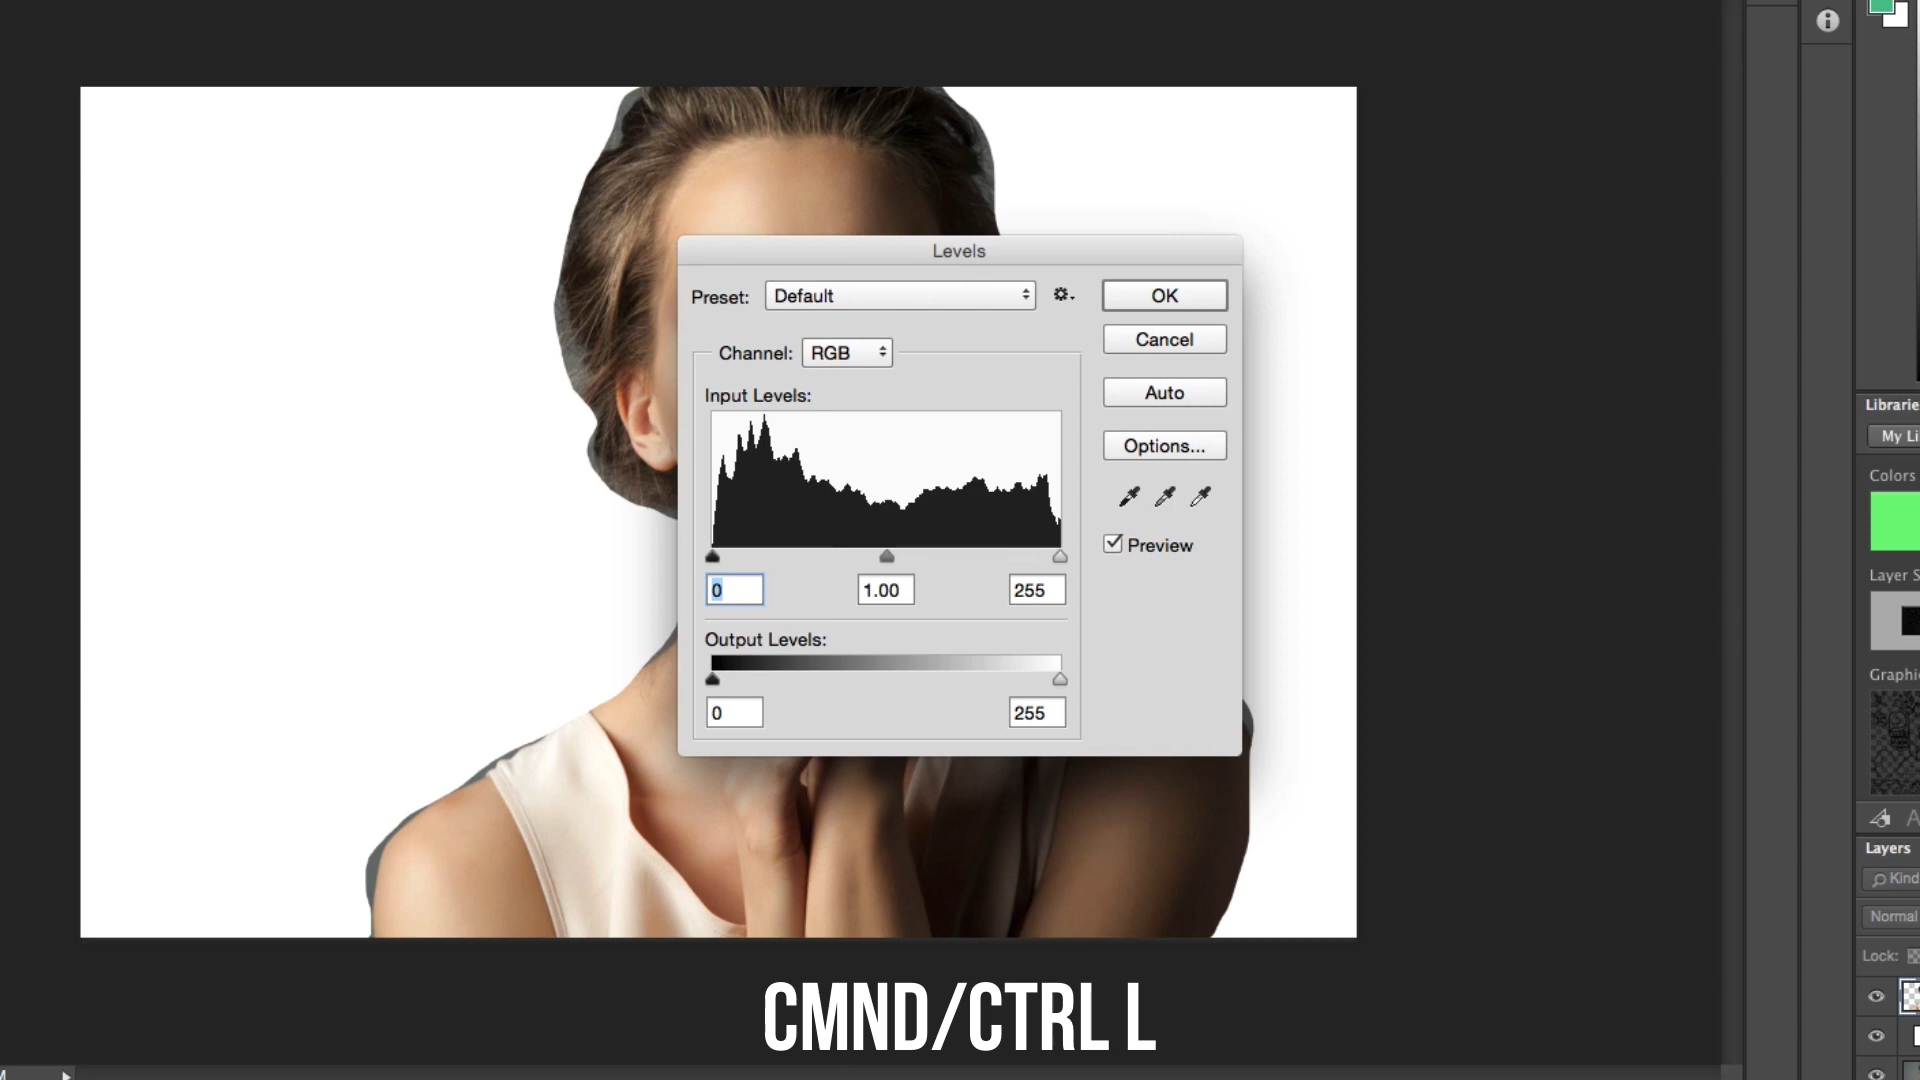 Levels
Preset: Default
OK
Cancel
Channel: RGB
Auto
Input Levels:
Options...
Preview
0 1.00 255
Output Levels:
0 255
Librarie
My Li
Colors
Layer S
Graphi
A
Layers
Kind
Normal
Lock:
CMND/CTRL L